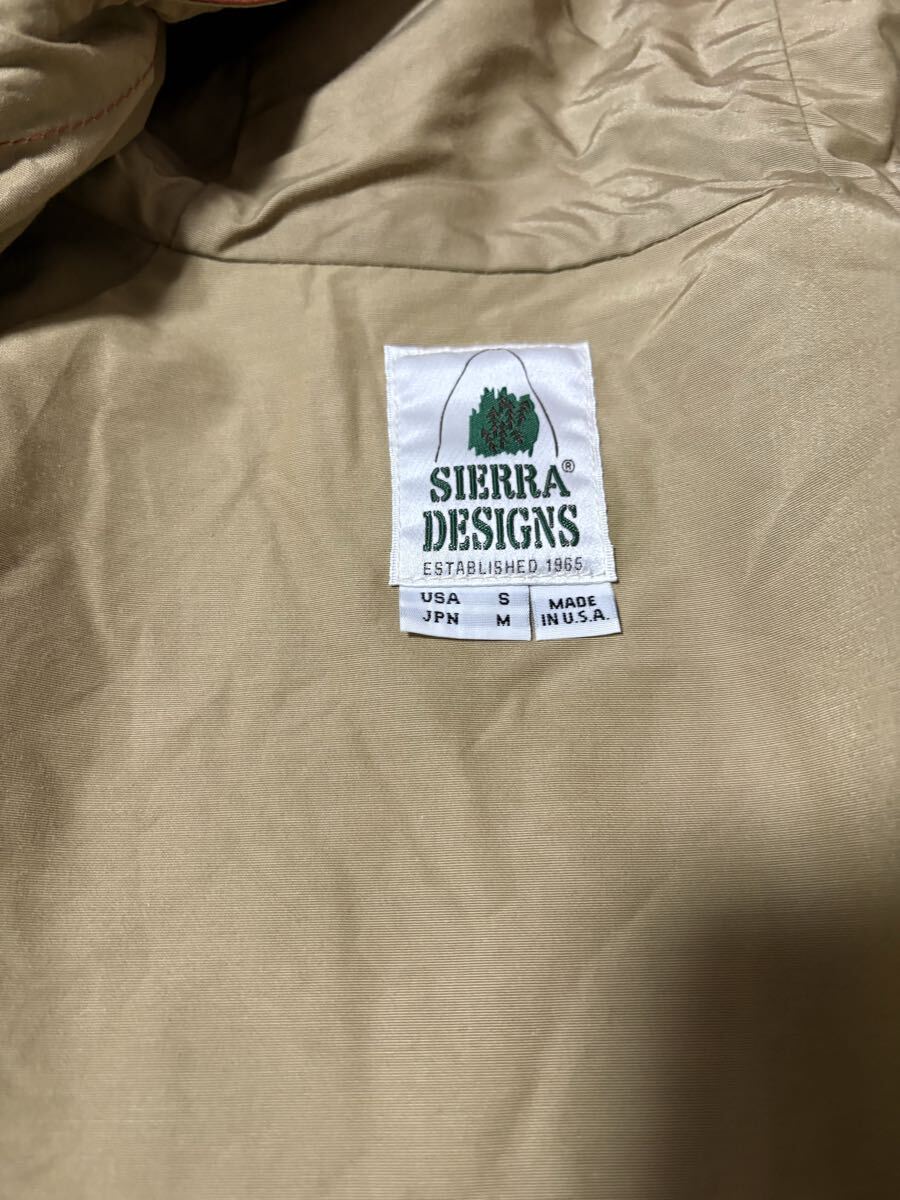 SIERRA®
DESIGNS
ESTABLISHED 1965
USA S
JPN M
MADE
IN U.S.A.